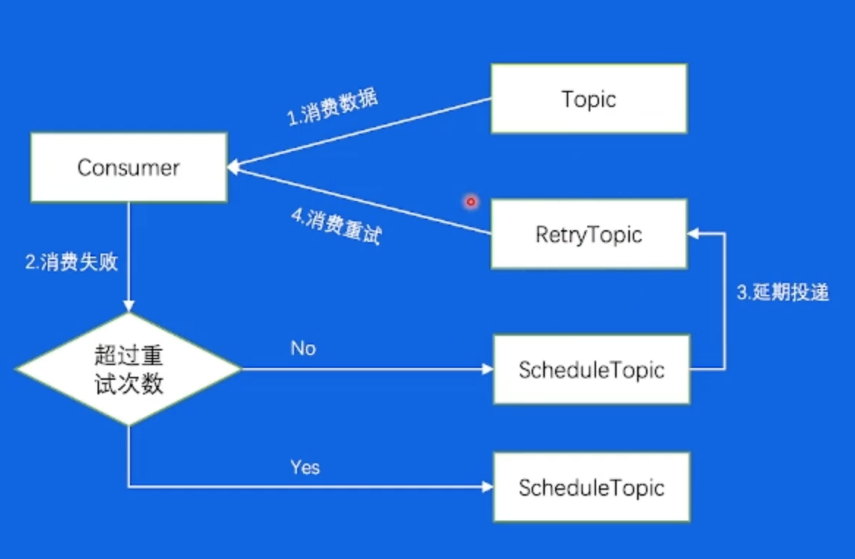 Topic
1.消费数据
Consumer
RetryTopic
4.消费重试
2.消费失败
3.延期投递
超过重
试次数
No
ScheduleTopic
Yes
ScheduleTopic